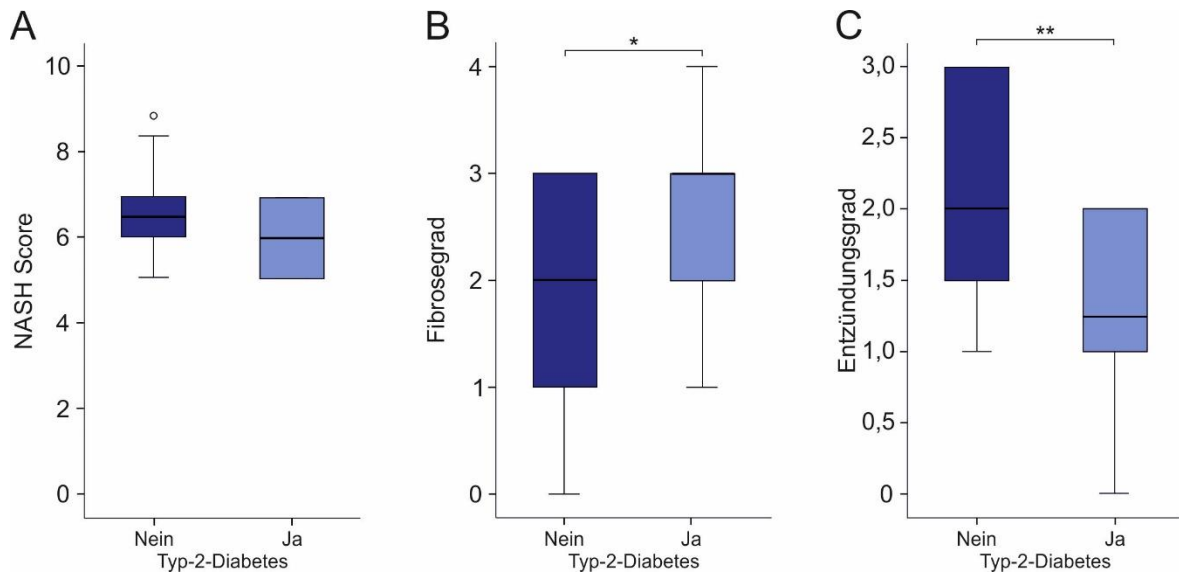 A
NASH Score
10
8
6
4
2
0
Nein
Ja
Typ-2-Diabetes
B
*
Fibrosegrad
4
3
2
1
0
Nein
Ja
Typ-2-Diabetes
C
**
Entzündungsgrad
3,0
2,5
2,0
1,5
1,0
0,5
0
Nein
Ja
Typ-2-Diabetes